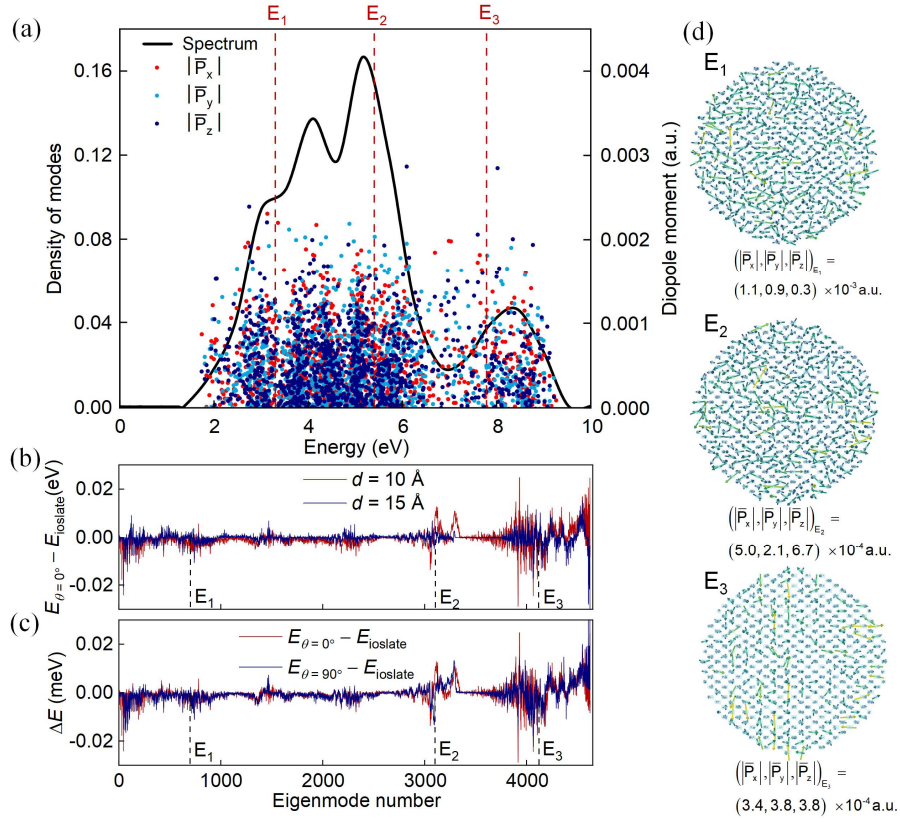 (a)
E1
E2
E3
Spectrum
|P̅x|
|P̅y|
|P̅z|
0.16
0.12
0.08
0.04
0.00
Density of modes
0.004
0.003
0.002
0.001
0.000
Diopole moment (a.u.)
0 2 4 6 8 10
Energy (eV)
(b)
d = 10 Å
d = 15 Å
0.02
0.00
-0.02
Eθ = 0° − Eioslate(eV)
E1
E2
E3
(c)
Eθ = 0° − Eioslate
Eθ = 90° − Eioslate
0.02
0.00
-0.02
ΔE (meV)
E1
E2
E3
0 1000 2000 3000 4000
Eigenmode number
(d)
E1
(|P̅x|,|P̅y|,|P̅z|)E1 =
(1.1, 0.9, 0.3) ×10-3 a.u.
E2
(|P̅x|,|P̅y|,|P̅z|)E2 =
(5.0, 2.1, 6.7) ×10-4 a.u.
E3
(|P̅x|,|P̅y|,|P̅z|)E3 =
(3.4, 3.8, 3.8) ×10-4 a.u.